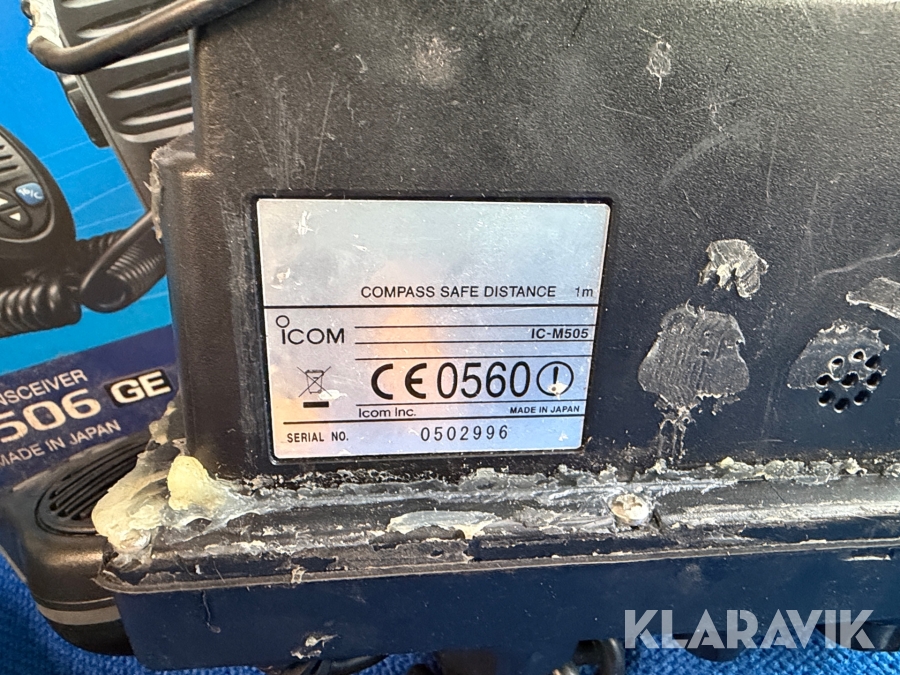 COMPASS SAFE DISTANCE 1m
ICOM
IC-M505
CE0560
Icom Inc.
MADE IN JAPAN
SERIAL NO. 0502996
NSCEIVER
506 GE
MADE IN JAPAN
KLARAVIK